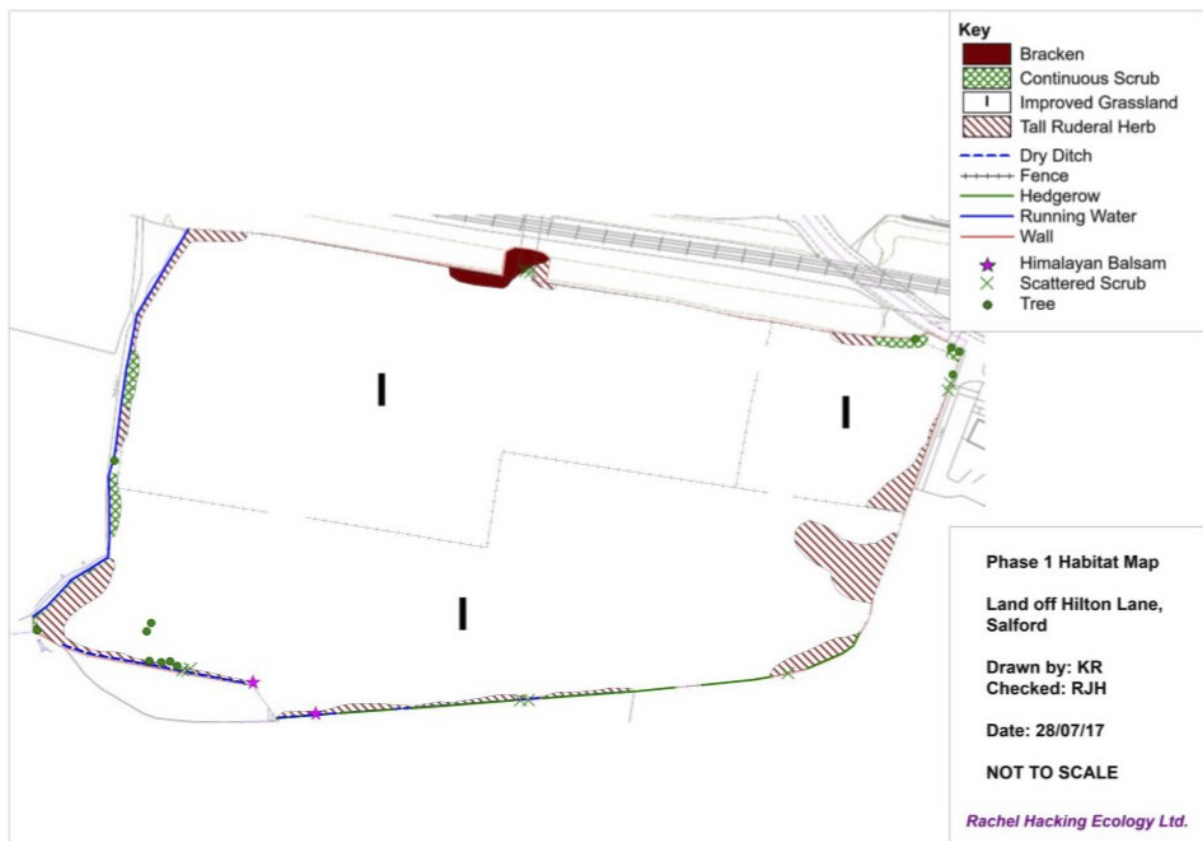 Key
Bracken
Continuous Scrub
I Improved Grassland
Tall Ruderal Herb
Dry Ditch
Fence
Hedgerow
Running Water
Wall
Himalayan Balsam
Scattered Scrub
Tree
I
I
I
Phase 1 Habitat Map
Land off Hilton Lane,
Salford
Drawn by: KR
Checked: RJH
Date: 28/07/17
NOT TO SCALE
Rachel Hacking Ecology Ltd.